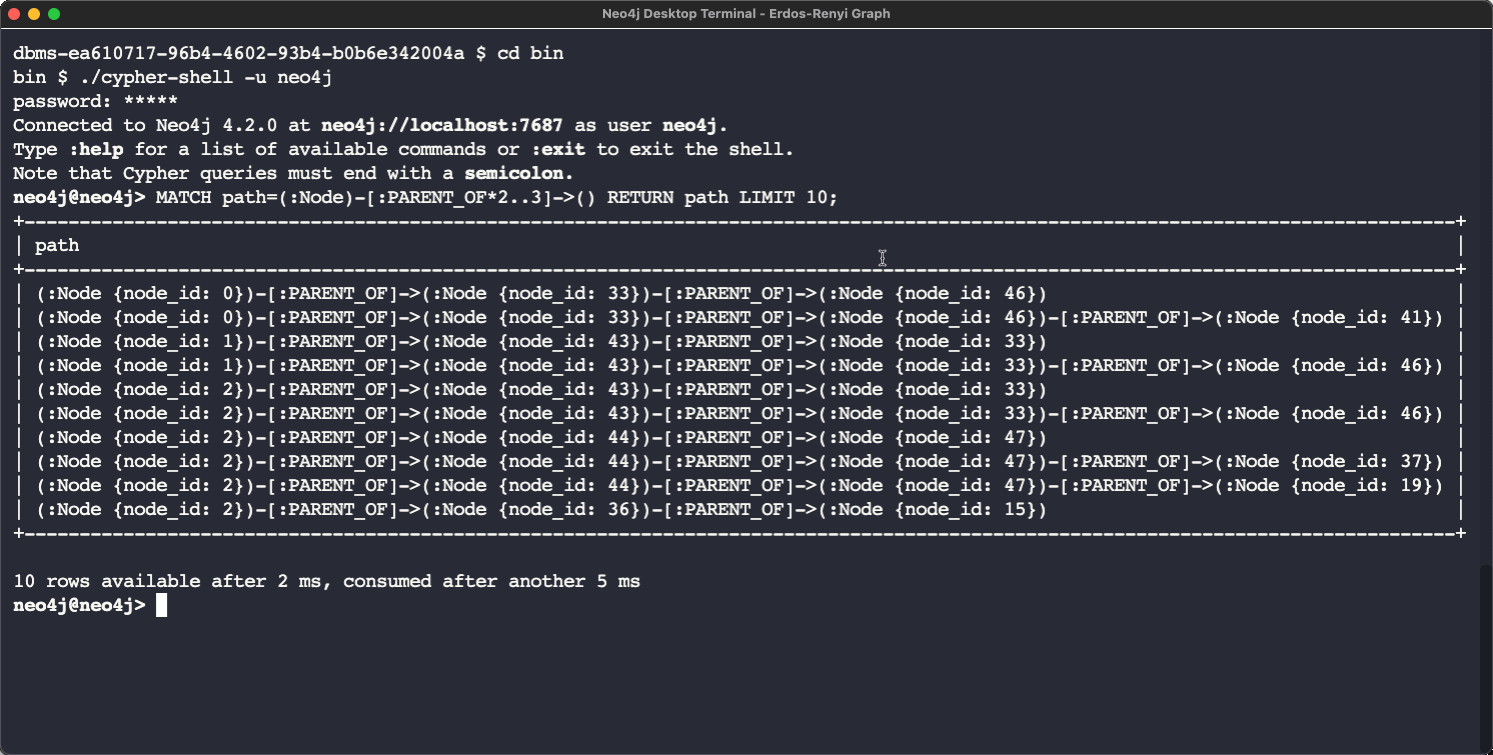 Neo4j Desktop Terminal - Erdos-Renyi Graph
dbms-ea610717-96b4-4602-93b4-b0b6e342004a $ cd bin
bin $ ./cypher-shell -u neo4j
password: *****
Connected to Neo4j 4.2.0 at neo4j://localhost:7687 as user neo4j.
Type :help for a list of available commands or :exit to exit the shell.
Note that Cypher queries must end with a semicolon.
neo4j@neo4j> MATCH path=(:Node)-[:PARENT_OF*2..3]->() RETURN path LIMIT 10;
+----------------------------------------------------------------------------------------------------------------------------------+
| path                                                                                                                             |
+----------------------------------------------------------------------------------------------------------------------------------+
| (:Node {node_id: 0})-[:PARENT_OF]->(:Node {node_id: 33})-[:PARENT_OF]->(:Node {node_id: 46})                                     |
| (:Node {node_id: 0})-[:PARENT_OF]->(:Node {node_id: 33})-[:PARENT_OF]->(:Node {node_id: 46})-[:PARENT_OF]->(:Node {node_id: 41}) |
| (:Node {node_id: 1})-[:PARENT_OF]->(:Node {node_id: 43})-[:PARENT_OF]->(:Node {node_id: 33})                                     |
| (:Node {node_id: 1})-[:PARENT_OF]->(:Node {node_id: 43})-[:PARENT_OF]->(:Node {node_id: 33})-[:PARENT_OF]->(:Node {node_id: 46}) |
| (:Node {node_id: 2})-[:PARENT_OF]->(:Node {node_id: 43})-[:PARENT_OF]->(:Node {node_id: 33})                                     |
| (:Node {node_id: 2})-[:PARENT_OF]->(:Node {node_id: 43})-[:PARENT_OF]->(:Node {node_id: 33})-[:PARENT_OF]->(:Node {node_id: 46}) |
| (:Node {node_id: 2})-[:PARENT_OF]->(:Node {node_id: 44})-[:PARENT_OF]->(:Node {node_id: 47})                                     |
| (:Node {node_id: 2})-[:PARENT_OF]->(:Node {node_id: 44})-[:PARENT_OF]->(:Node {node_id: 47})-[:PARENT_OF]->(:Node {node_id: 37}) |
| (:Node {node_id: 2})-[:PARENT_OF]->(:Node {node_id: 44})-[:PARENT_OF]->(:Node {node_id: 47})-[:PARENT_OF]->(:Node {node_id: 19}) |
| (:Node {node_id: 2})-[:PARENT_OF]->(:Node {node_id: 36})-[:PARENT_OF]->(:Node {node_id: 15})                                     |
+----------------------------------------------------------------------------------------------------------------------------------+
10 rows available after 2 ms, consumed after another 5 ms
neo4j@neo4j>